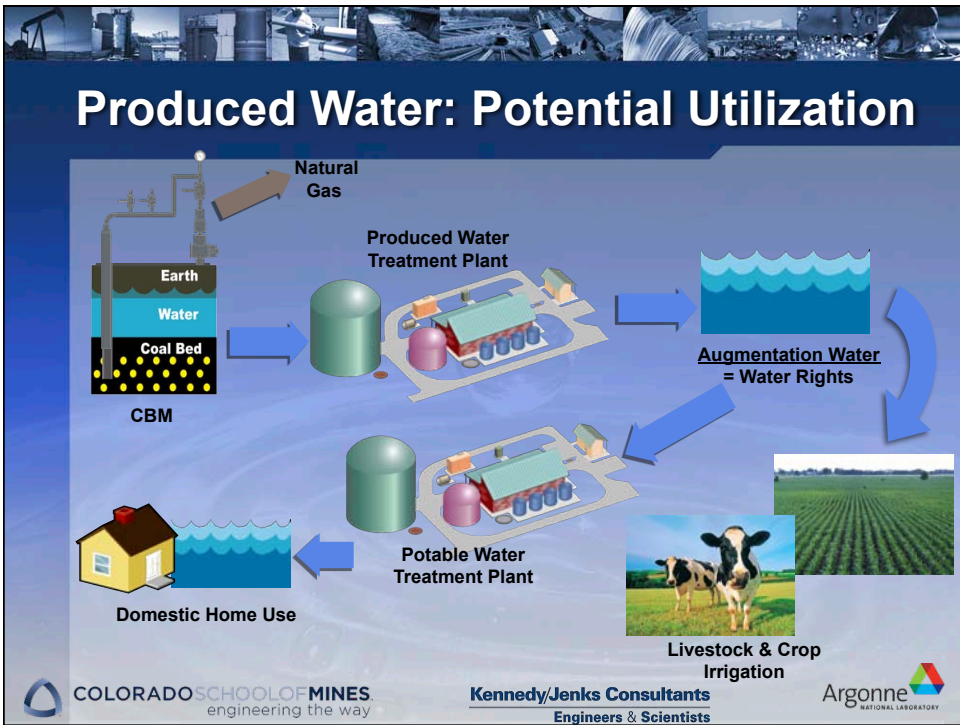 Produced Water: Potential Utilization
Natural
Gas
Produced Water
Treatment Plant
Earth
Water
Coal Bed
CBM
Augmentation Water
= Water Rights
Potable Water
Treatment Plant
Domestic Home Use
Livestock & Crop
Irrigation
COLORADOSCHOOLOFMINES
engineering the way
Kennedy/Jenks Consultants
Engineers & Scientists
Argonne
NATIONAL LABORATORY